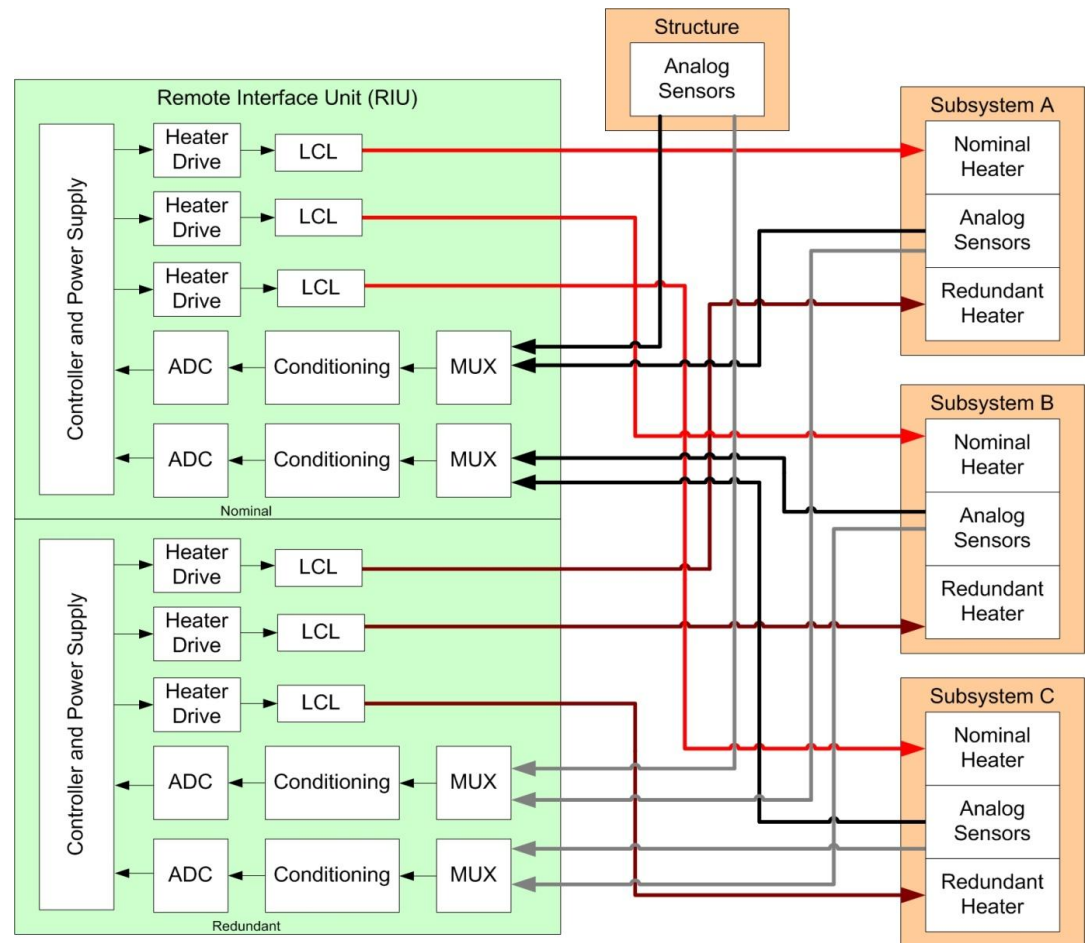 Structure
Analog
Sensors
Remote Interface Unit (RIU)
Controller and Power Supply
Heater
Drive
LCL
Heater
Drive
LCL
Heater
Drive
LCL
ADC
Conditioning
MUX
ADC
Conditioning
MUX
Nominal
Controller and Power Supply
Heater
Drive
LCL
Heater
Drive
LCL
Heater
Drive
LCL
ADC
Conditioning
MUX
ADC
Conditioning
MUX
Redundant
Subsystem A
Nominal
Heater
Analog
Sensors
Redundant
Heater
Subsystem B
Nominal
Heater
Analog
Sensors
Redundant
Heater
Subsystem C
Nominal
Heater
Analog
Sensors
Redundant
Heater